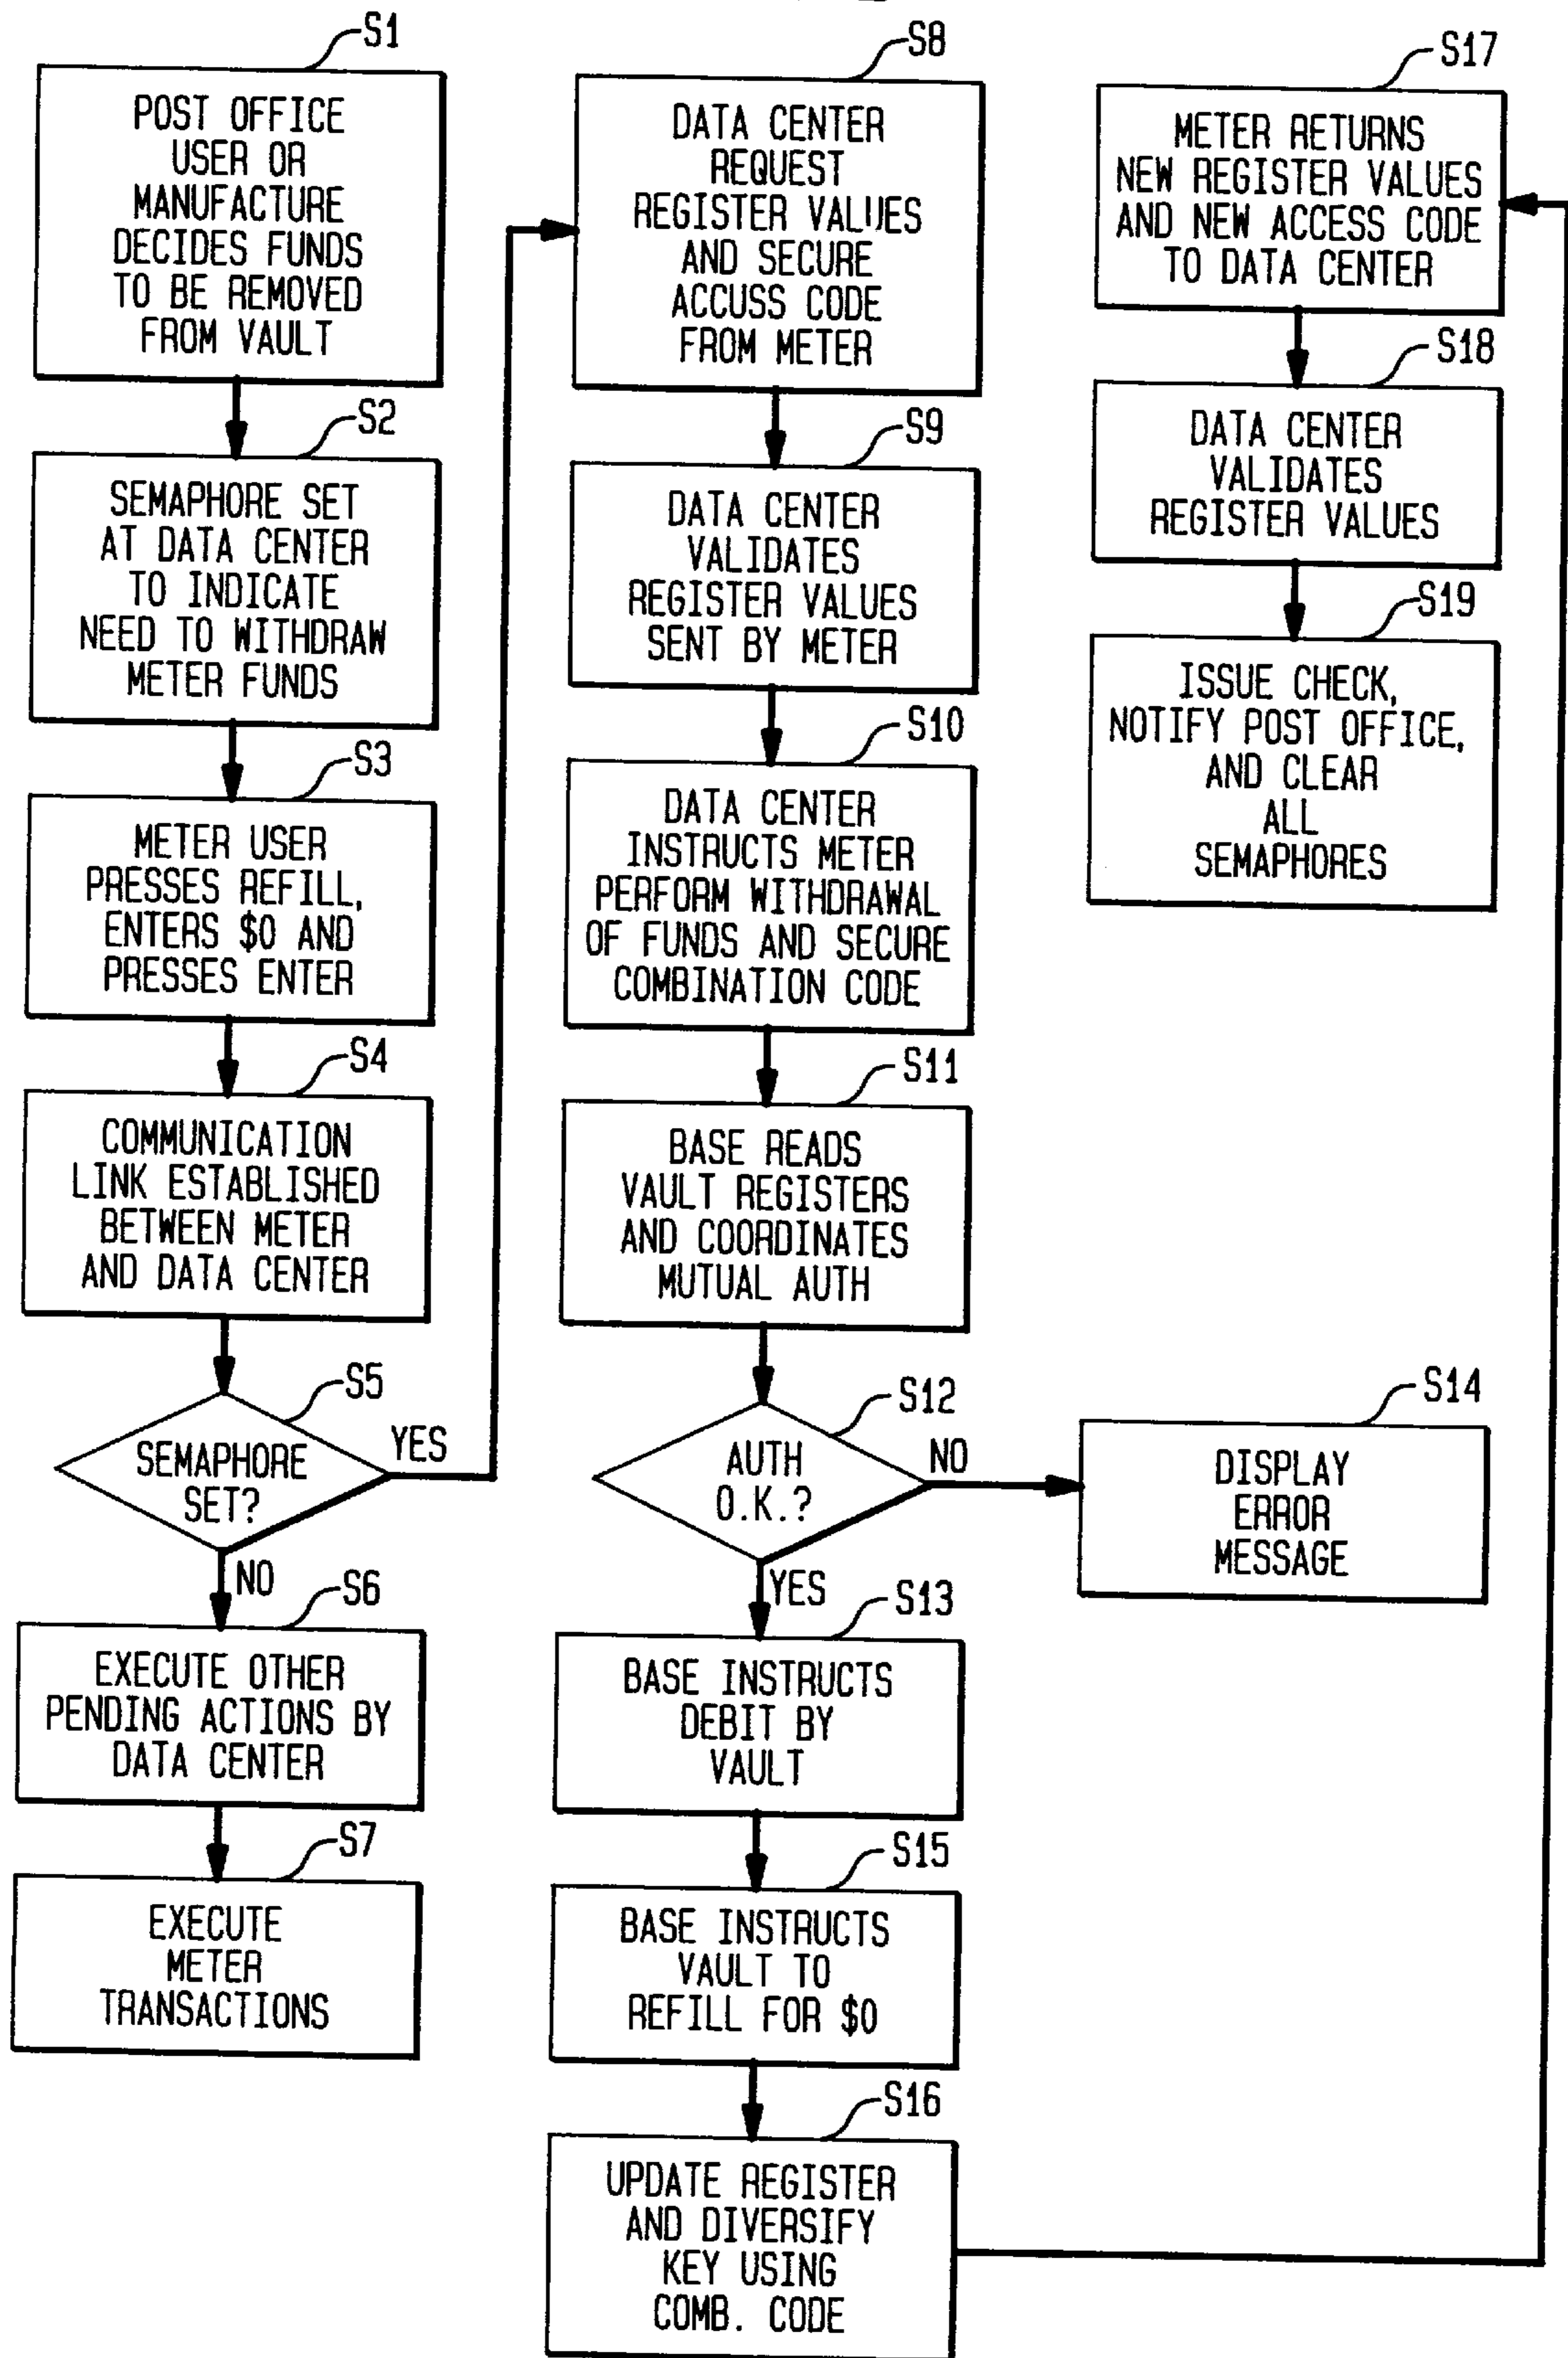 S1
POST OFFICE
USER OR
MANUFACTURE
DECIDES FUNDS
TO BE REMOVED
FROM VAULT
S2
SEMAPHORE SET
AT DATA CENTER
TO INDICATE
NEED TO WITHDRAW
METER FUNDS
S3
METER USER
PRESSES REFILL,
ENTERS $0 AND
PRESSES ENTER
S4
COMMUNICATION
LINK ESTABLISHED
BETWEEN METER
AND DATA CENTER
S5
SEMAPHORE
SET?
YES
NO
S6
EXECUTE OTHER
PENDING ACTIONS BY
DATA CENTER
S7
EXECUTE
METER
TRANSACTIONS
S8
DATA CENTER
REQUEST
REGISTER VALUES
AND SECURE
ACCUSS CODE
FROM METER
S9
DATA CENTER
VALIDATES
REGISTER VALUES
SENT BY METER
S10
DATA CENTER
INSTRUCTS METER
PERFORM WITHDRAWAL
OF FUNDS AND SECURE
COMBINATION CODE
S11
BASE READS
VAULT REGISTERS
AND COORDINATES
MUTUAL AUTH
S12
AUTH
O.K.?
NO
YES
S13
BASE INSTRUCTS
DEBIT BY
VAULT
S14
DISPLAY
ERROR
MESSAGE
S15
BASE INSTRUCTS
VAULT TO
REFILL FOR $0
S16
UPDATE REGISTER
AND DIVERSIFY
KEY USING
COMB. CODE
S17
METER RETURNS
NEW REGISTER VALUES
AND NEW ACCESS CODE
TO DATA CENTER
S18
DATA CENTER
VALIDATES
REGISTER VALUES
S19
ISSUE CHECK,
NOTIFY POST OFFICE,
AND CLEAR
ALL
SEMAPHORES